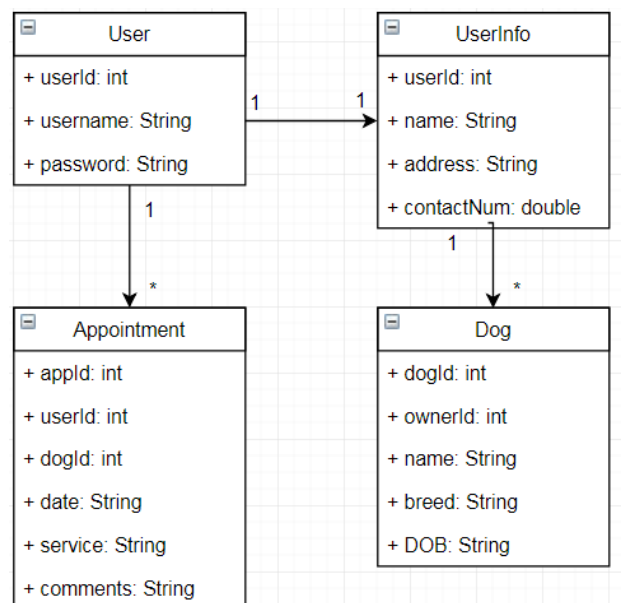 User
+ userId: int
+ username: String
+ password: String
1
1
UserInfo
+ userId: int
+ name: String
+ address: String
+ contactNum: double
1
*
1
*
Appointment
+ appId: int
+ userId: int
+ dogId: int
+ date: String
+ service: String
+ comments: String
Dog
+ dogId: int
+ ownerId: int
+ name: String
+ breed: String
+ DOB: String